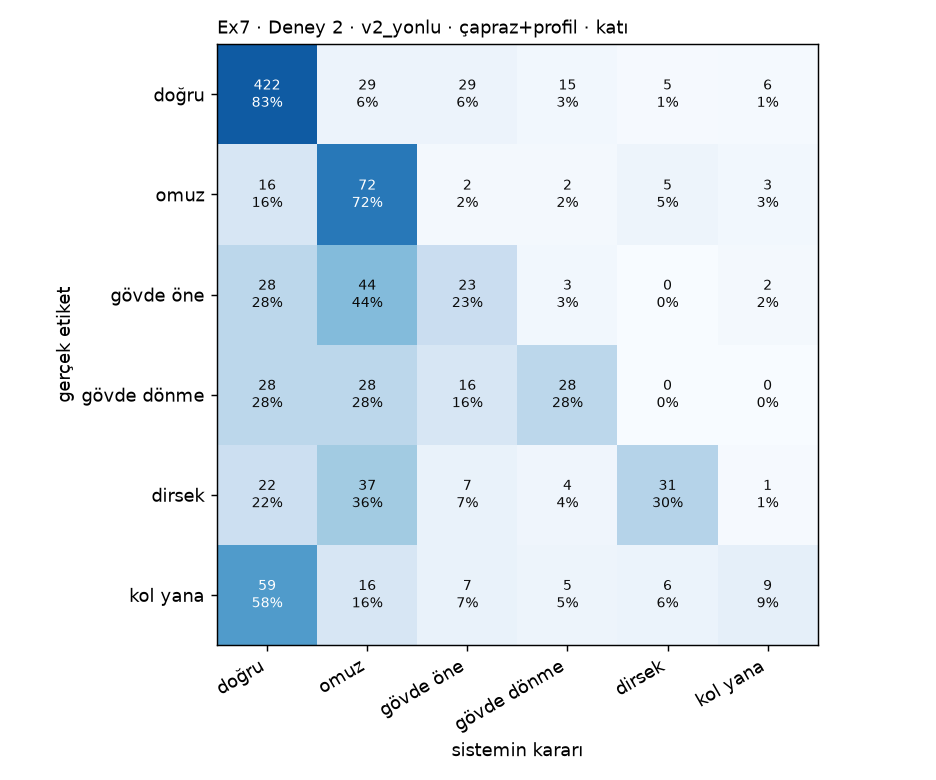 Ex7 · Deney 2 · v2_yonlu · çapraz+profil · katı
gerçek etiket
doğru
422 29 29 15 5 6
83% 6% 6% 3% 1% 1%
omuz
16 72 2 2 5 3
16% 72% 2% 2% 5% 3%
gövde öne
28 44 23 3 0 2
28% 44% 23% 3% 0% 2%
gövde dönme
28 28 16 28 0 0
28% 28% 16% 28% 0% 0%
dirsek
22 37 7 4 31 1
22% 36% 7% 4% 30% 1%
kol yana
59 16 7 5 6 9
58% 16% 7% 5% 6% 9%
doğru omuz gövde öne gövde dönme dirsek kol yana
sistemin kararı